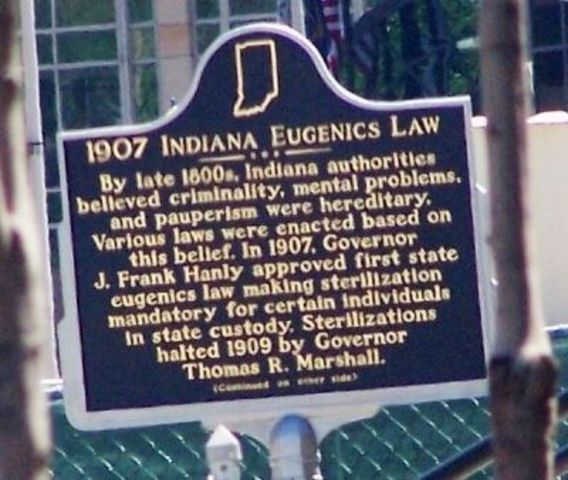 1907 INDIANA EUGENICS LAW
By late 1800s, Indiana authorities
believed criminality, mental problems,
and pauperism were hereditary.
Various laws were enacted based on
this belief. In 1907, Governor
J. Frank Hanly approved first state
eugenics law making sterilization
mandatory for certain individuals
in state custody. Sterilizations
halted 1909 by Governor
Thomas R. Marshall.
(Continued on other side)